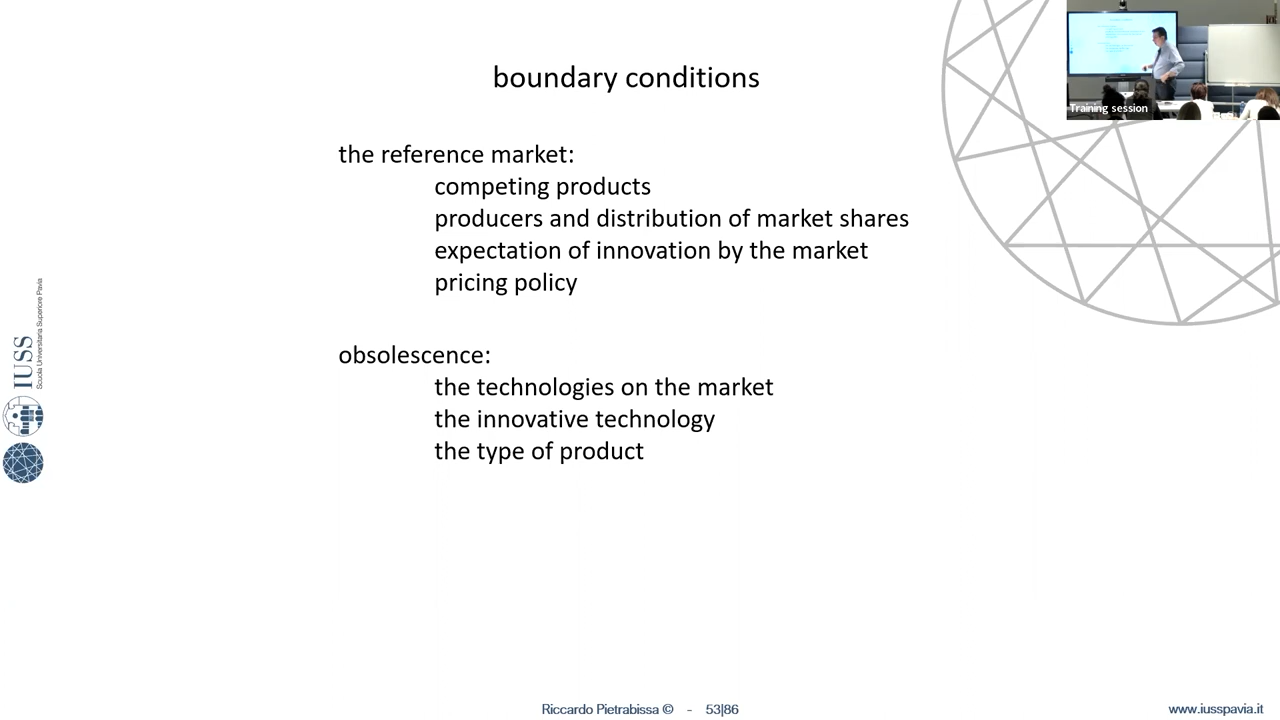 boundary conditions
Training session
the reference market:
competing products
producers and distribution of market shares
expectation of innovation by the market
pricing policy
obsolescence:
the technologies on the market
the innovative technology
the type of product
IUSS
Scuola Universitaria Superiore Pavia
Riccardo Pietrabissa © - 53|86
www.iusspavia.it